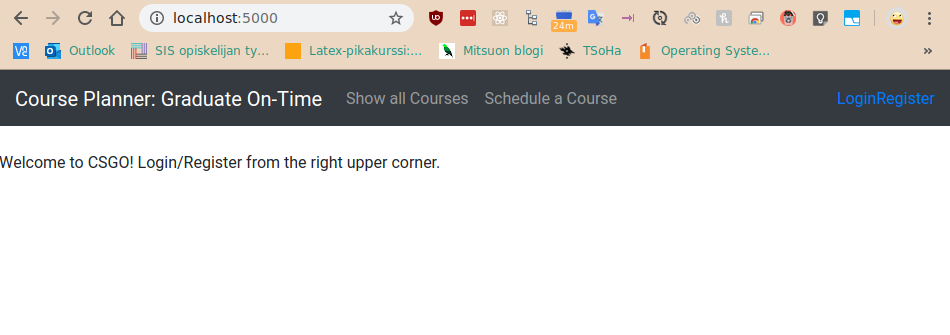 localhost:5000
24m
Outlook SIS opiskelijan ty... Latex-pikakurssi:... Mitsuon blogi TSoHa Operating Syste... »
Course Planner: Graduate On-Time Show all Courses Schedule a Course LoginRegister
Welcome to CSGO! Login/Register from the right upper corner.